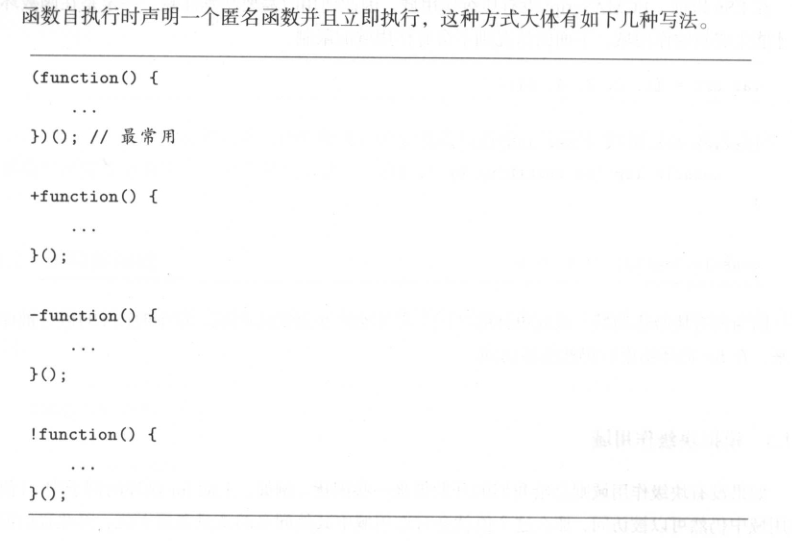 函数自执行时声明一个匿名函数并且立即执行，这种方式大体有如下几种写法。
(function() {
...
})(); // 最常用
+function() {
...
}();
-function() {
...
}();
!function() {
...
}();